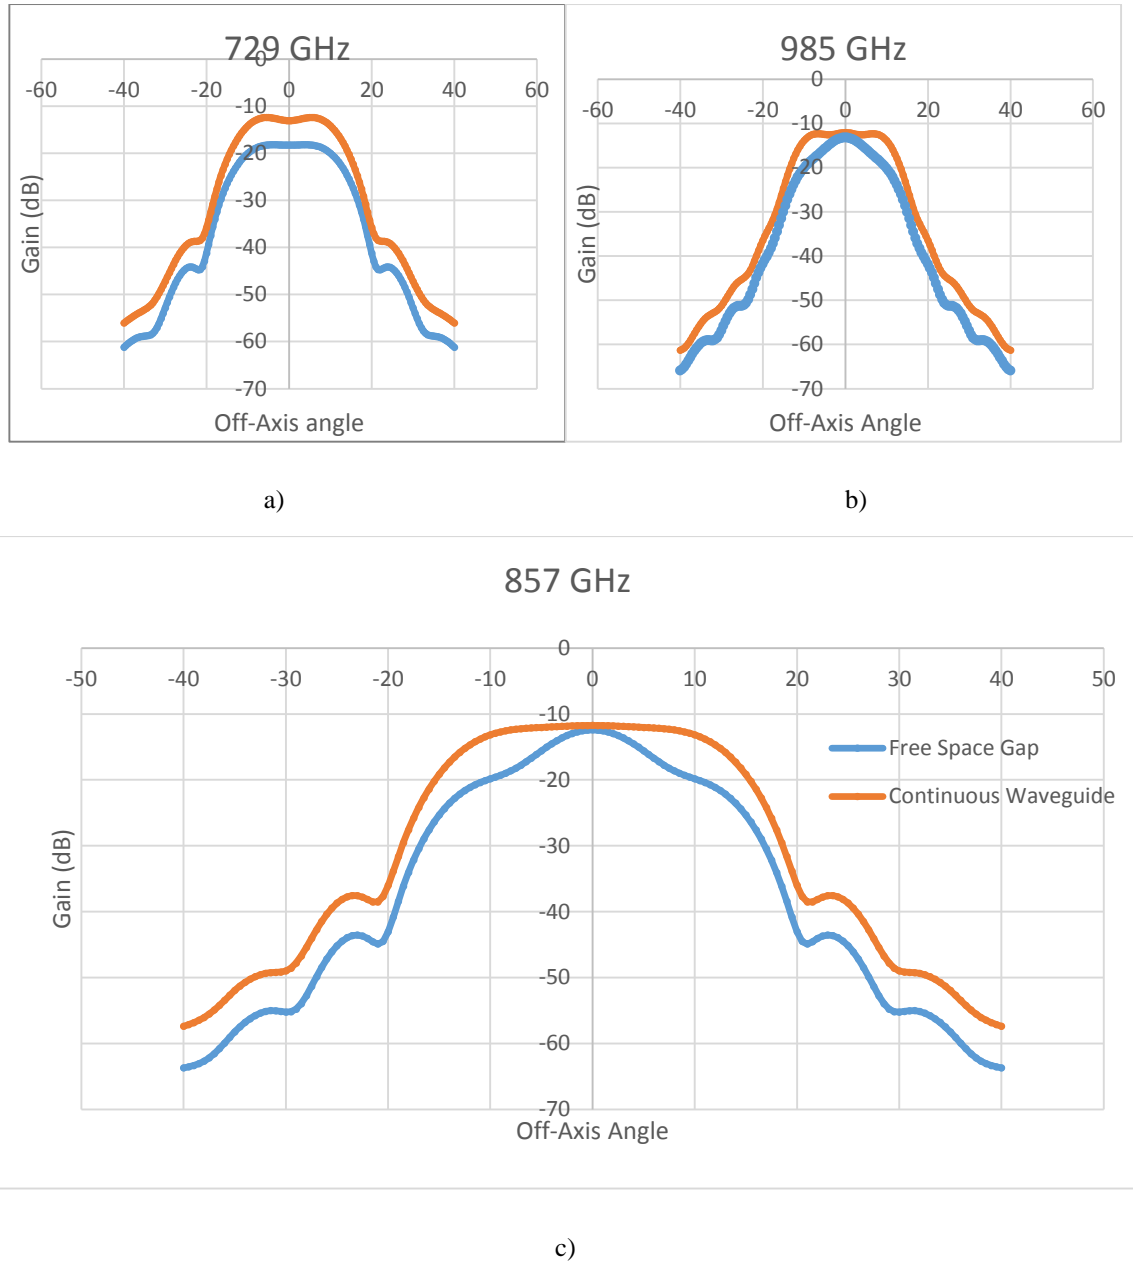 729 GHz
0
-60 -40 -20 0 20 40 60
-10
-20
-30
-40
-50
-60
-70
Gain (dB)
Off-Axis angle
985 GHz
0
-60 -40 -20 0 20 40 60
-10
-20
-30
-40
-50
-60
-70
Gain (dB)
Off-Axis Angle
a)
b)
857 GHz
0
-50 -40 -30 -20 -10 0 10 20 30 40 50
-10
-20
-30
-40
-50
-60
-70
Gain (dB)
Off-Axis Angle
Free Space Gap
Continuous Waveguide
c)